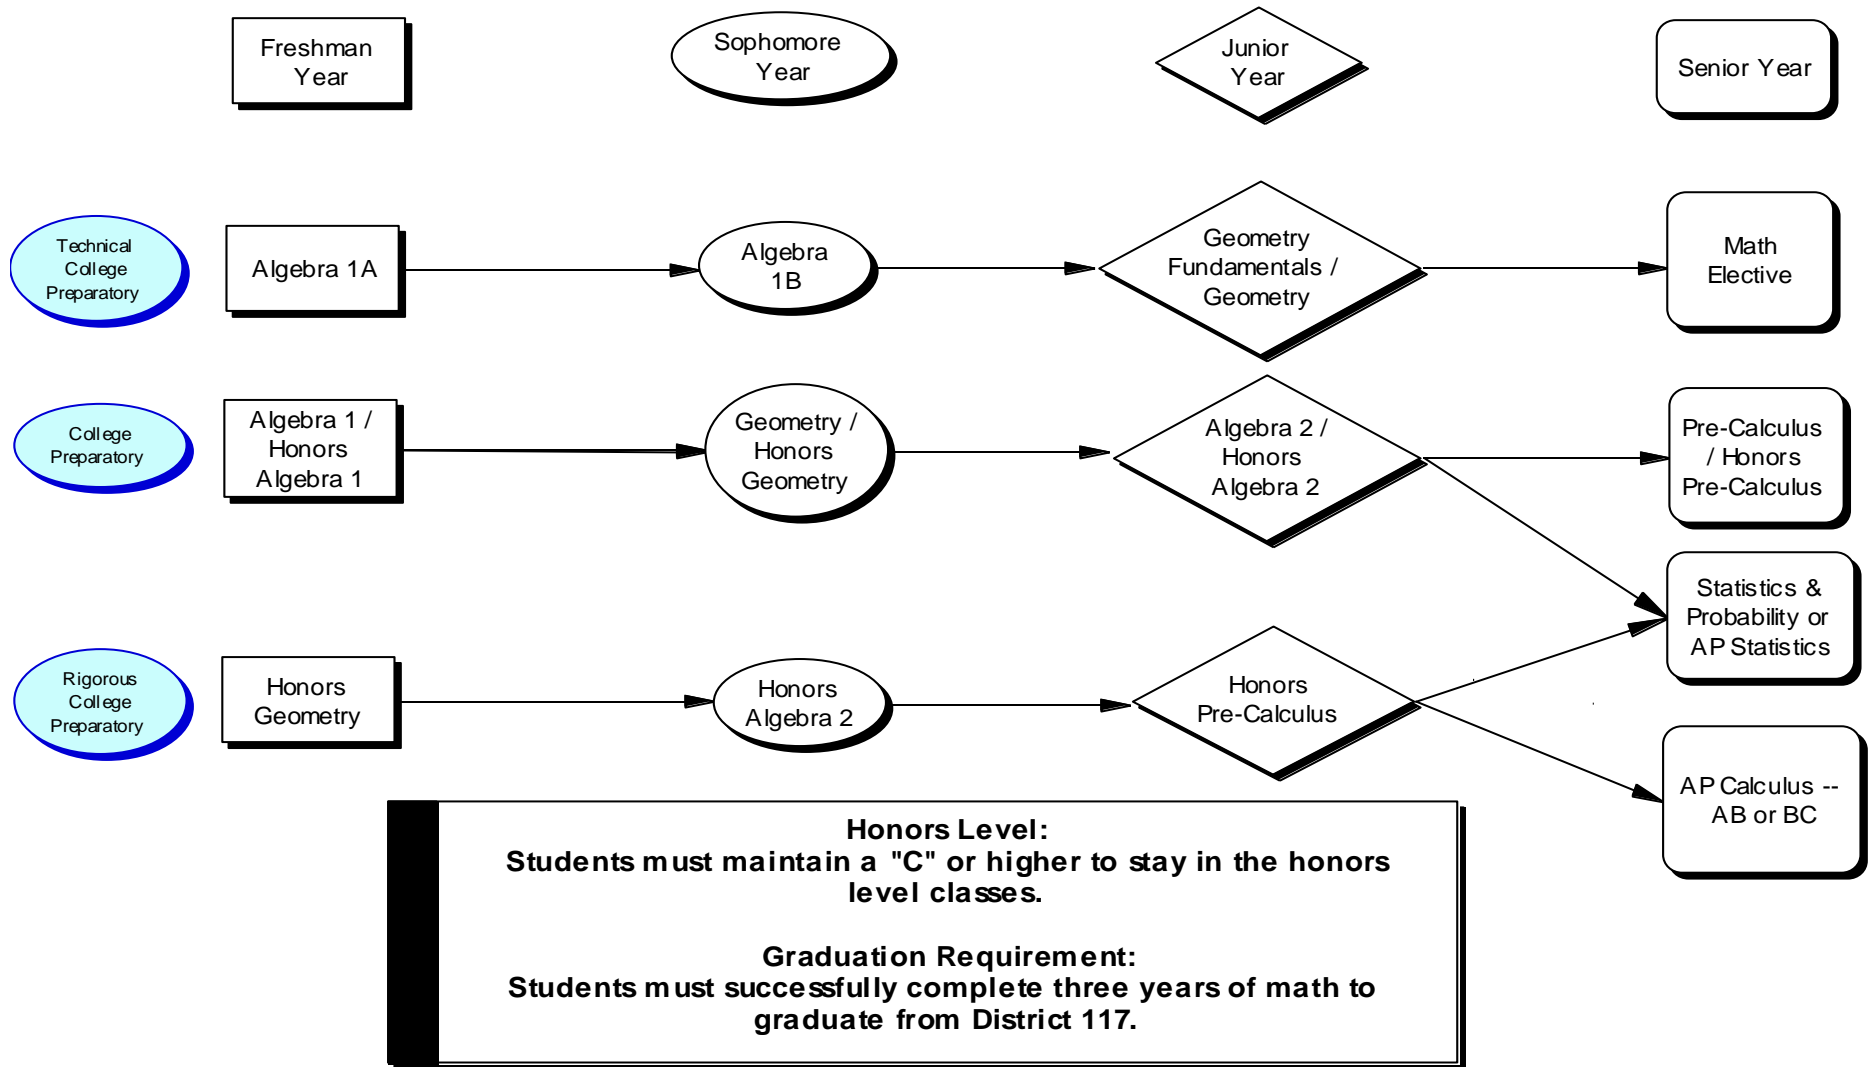 Freshman
Year
Sophomore
Year
Junior
Year
Senior Year
Technical
College
Preparatory
Algebra 1A
Algebra
1B
Geometry
Fundamentals /
Geometry
Math
Elective
College
Preparatory
Algebra 1 /
Honors
Algebra 1
Geometry /
Honors
Geometry
Algebra 2 /
Honors
Algebra 2
Pre-Calculus
/ Honors
Pre-Calculus
Statistics &
Probability or
AP Statistics
Rigorous
College
Preparatory
Honors
Geometry
Honors
Algebra 2
Honors
Pre-Calculus
AP Calculus --
AB or BC
Honors Level:
Students must maintain a "C" or higher to stay in the honors
level classes.
Graduation Requirement:
Students must successfully complete three years of math to
graduate from District 117.